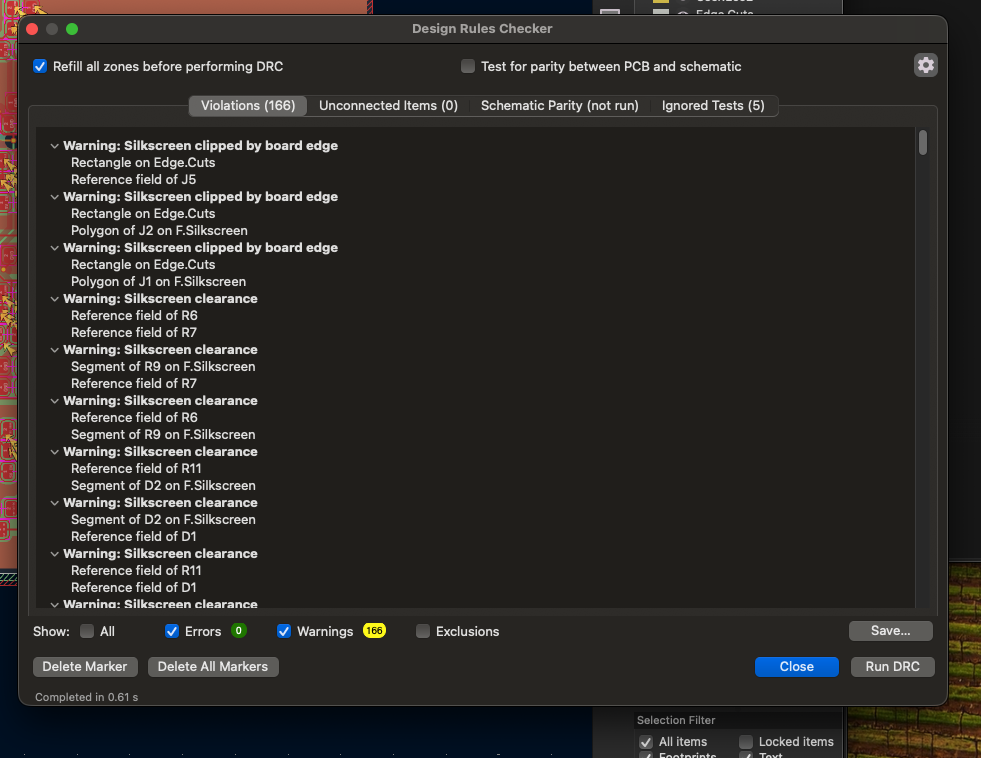 Edge.Cuts
Design Rules Checker
Refill all zones before performing DRC
Test for parity between PCB and schematic
Violations (166)
Unconnected Items (0)
Schematic Parity (not run)
Ignored Tests (5)
Warning: Silkscreen clipped by board edge
Rectangle on Edge.Cuts
Reference field of J5
Warning: Silkscreen clipped by board edge
Rectangle on Edge.Cuts
Polygon of J2 on F.Silkscreen
Warning: Silkscreen clipped by board edge
Rectangle on Edge.Cuts
Polygon of J1 on F.Silkscreen
Warning: Silkscreen clearance
Reference field of R6
Reference field of R7
Warning: Silkscreen clearance
Segment of R9 on F.Silkscreen
Reference field of R7
Warning: Silkscreen clearance
Reference field of R6
Segment of R9 on F.Silkscreen
Warning: Silkscreen clearance
Reference field of R11
Segment of D2 on F.Silkscreen
Warning: Silkscreen clearance
Segment of D2 on F.Silkscreen
Reference field of D1
Warning: Silkscreen clearance
Reference field of R11
Reference field of D1
Warning: Silkscreen clearance
Show:
All
Errors 0
Warnings 166
Exclusions
Save...
Delete Marker
Delete All Markers
Close
Run DRC
Completed in 0.61 s
Selection Filter
All items
Locked items
Footprints
Text